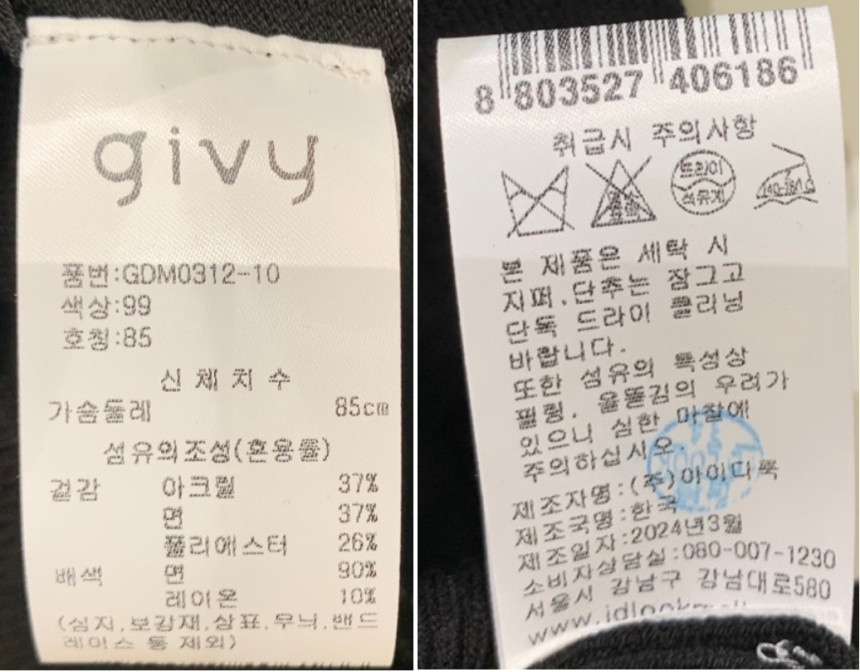 givy
품번:GDM0312-10
색상:99
호칭:85
신 체 치 수
가슴둘레 85cm
섬유의조성(혼용률)
겉감 아크릴 37%
면 37%
폴리에스터 26%
배색 면 90%
레이온 10%
(심지.보강재.상표.무늬.밴드
레이스 등 제외)
8 803527 406186
취급시 주의사항
드라이
석유계
140~160℃
본 제품은 세탁 시
지퍼.단추는 잠그고
단독 드라이 클리닝
바랍니다.
또한 섬유의 특성상
필링. 올뜯김의 우려가
있으니 심한 마찰에
주의하십시오.
제조자명:(주)아이디룩
제조국명:한국
제조일자:2024년3월
소비자상담실:080-007-1230
서울시 강남구 강남대로580